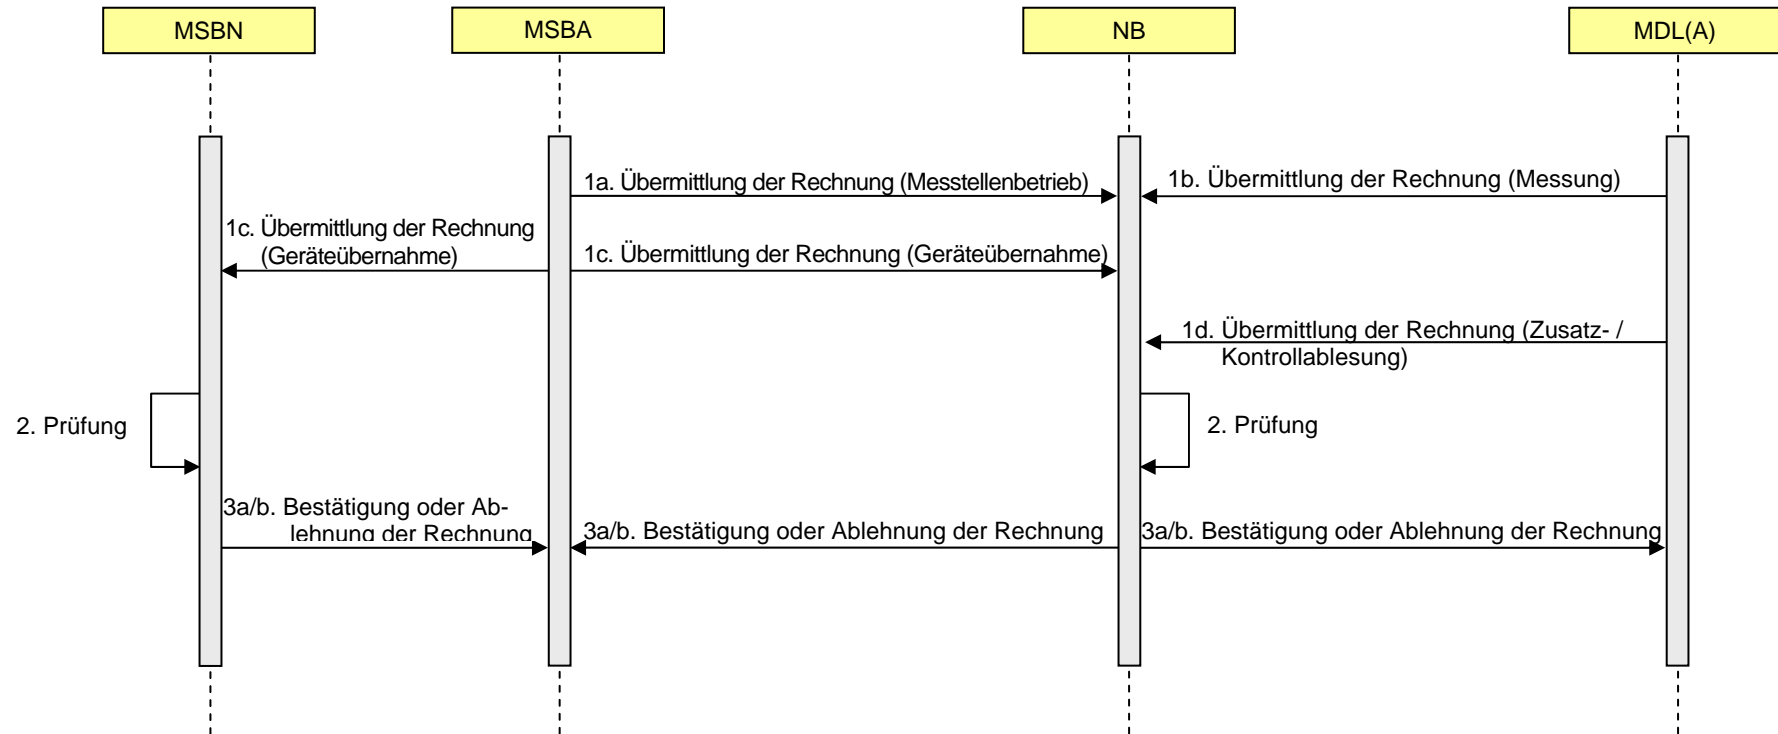 MSBN
MSBA
NB
MDL(A)
1a. Übermittlung der Rechnung (Messtellenbetrieb)
1b. Übermittlung der Rechnung (Messung)
1c. Übermittlung der Rechnung
(Geräteübernahme)
1c. Übermittlung der Rechnung (Geräteübernahme)
1d. Übermittlung der Rechnung (Zusatz- /
Kontrollablesung)
2. Prüfung
2. Prüfung
3a/b. Bestätigung oder Ab-
lehnung der Rechnung
3a/b. Bestätigung oder Ablehnung der Rechnung
3a/b. Bestätigung oder Ablehnung der Rechnung